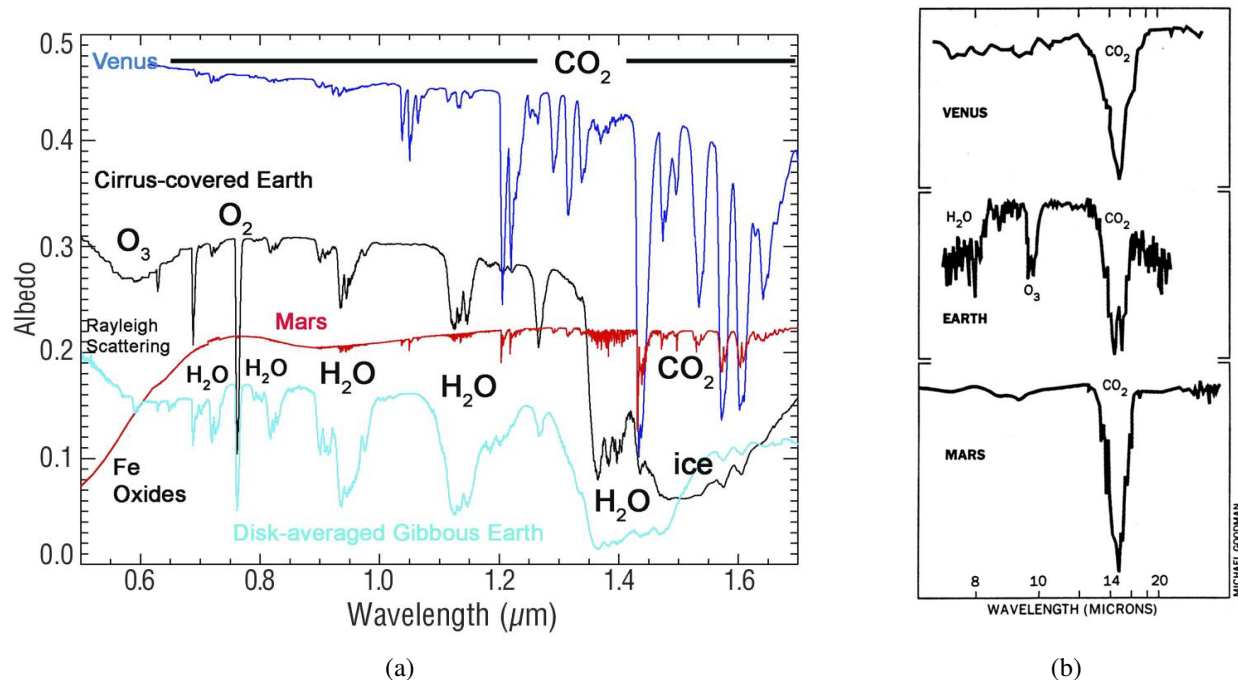 0.5
0.4
0.3
0.2
0.1
0.0
Albedo
Venus
CO₂
Cirrus-covered Earth
O₃
O₂
Rayleigh
Scattering
Mars
H₂O
H₂O
H₂O
H₂O
CO₂
Fe
Oxides
ice
H₂O
Disk-averaged Gibbous Earth
0.6 0.8 1.0 1.2 1.4 1.6
Wavelength (μm)
(a)
CO₂
VENUS
H₂O
CO₂
O₃
EARTH
CO₂
MARS
8 10 14 20
WAVELENGTH (MICRONS)
MICHAEL GOODMAN
(b)